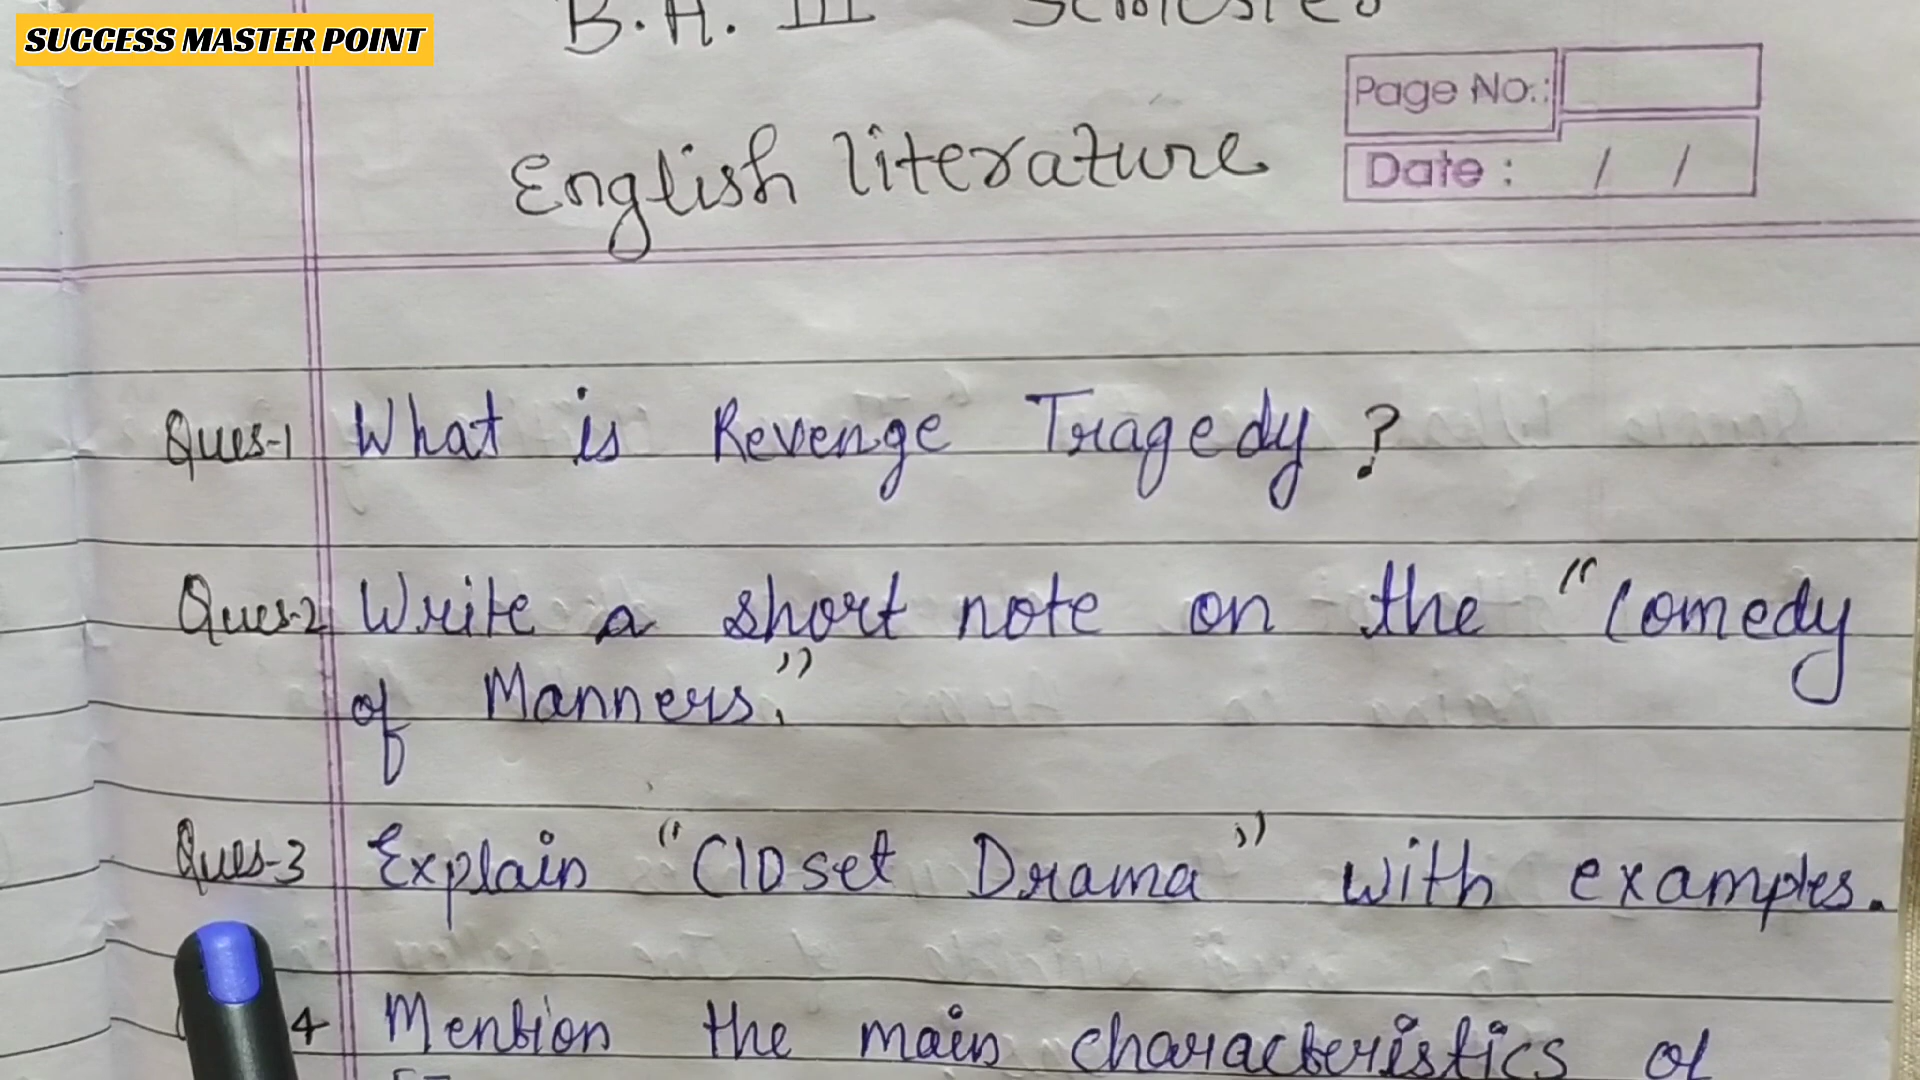 SUCCESS MASTER POINT
B.A. III Semester
Page No.:
English literature
Date : / /
Ques-1 What is Revenge Tragedy ?
Ques-2 Write a short note on the "Comedy
of Manners."
Ques-3 Explain "Closet Drama" with examples.
4 Mention the main characteristics of